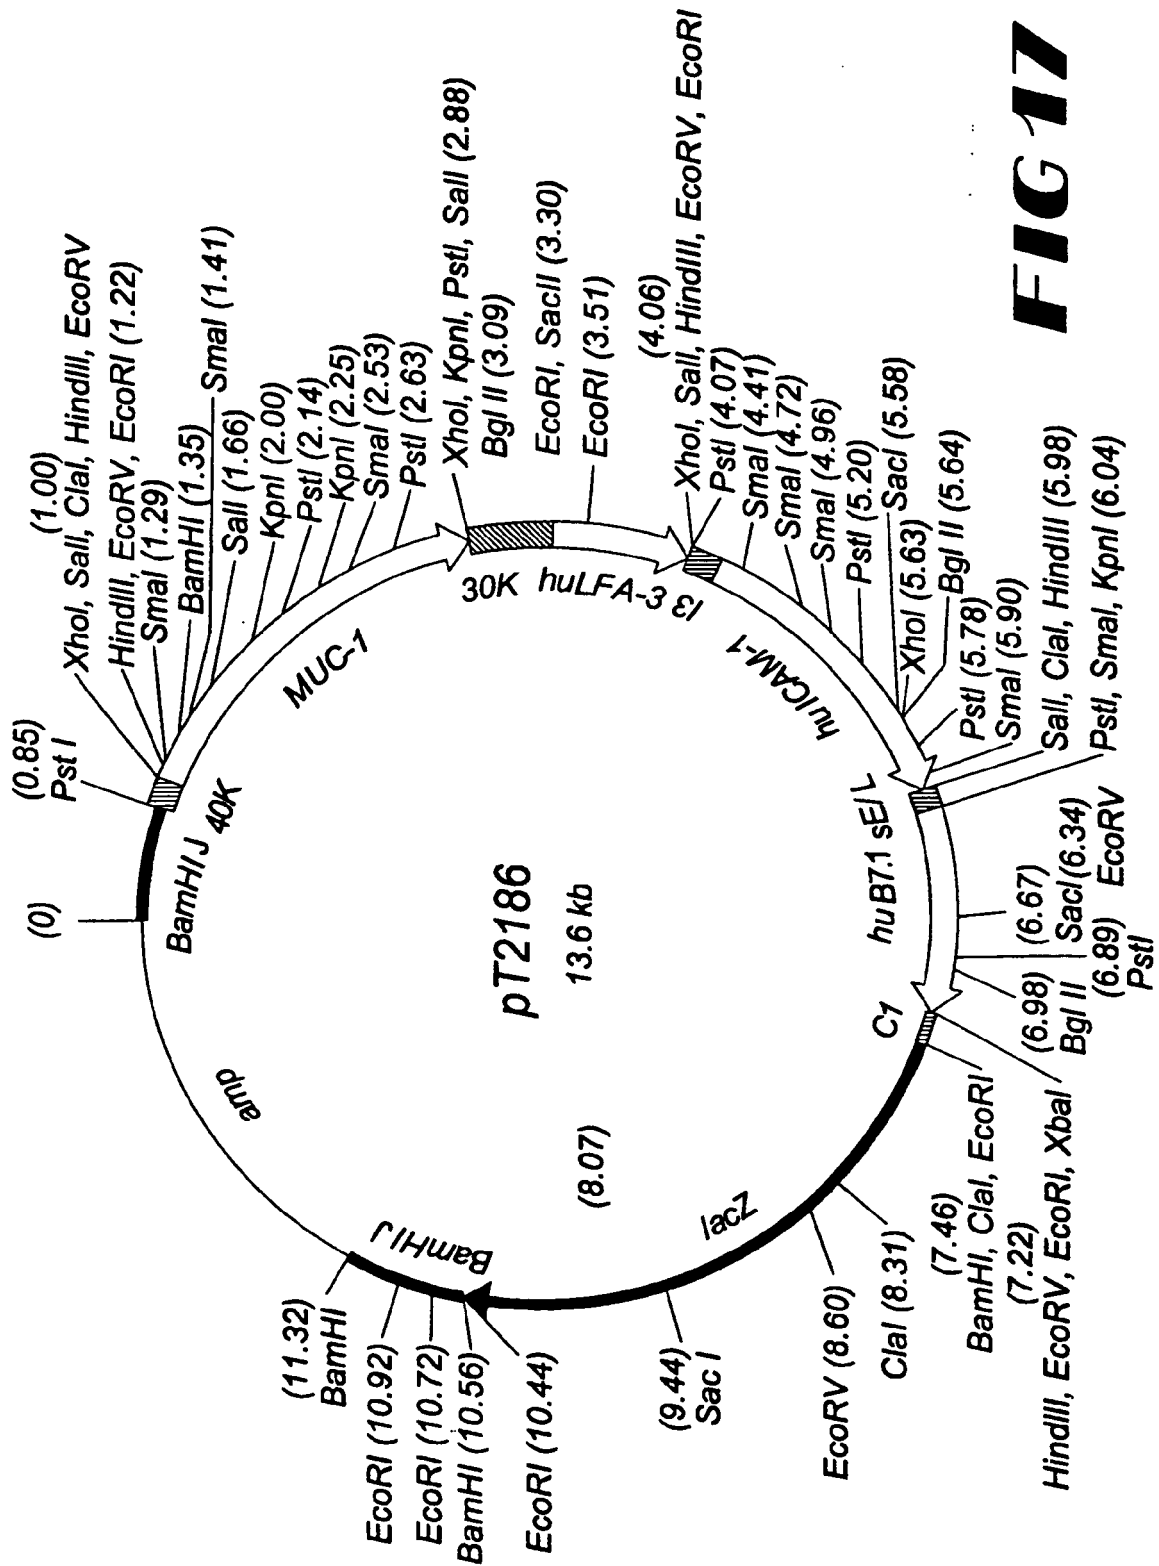 (0)
(0.85)
Pst I
(1.00)
XhoI, SalI, ClaI, HindIII, EcoRV
HindIII, EcoRV, EcoRI (1.22)
SmaI (1.29)
BamHI (1.35)
SmaI (1.41)
SalI (1.66)
KpnI (2.00)
PstI (2.14)
KpnI (2.25)
SmaI (2.53)
PstI (2.63)
XhoI, KpnI, PstI, SalI (2.88)
Bgl II (3.09)
EcoRI, SacII (3.30)
EcoRI (3.51)
(4.06)
XhoI, SalI, HindIII, EcoRV, EcoRI
PstI (4.07)
SmaI (4.41)
SmaI (4.72)
SmaI (4.96)
PstI (5.20)
SacI (5.58)
XhoI (5.63)
Bgl II (5.64)
PstI (5.78)
SmaI (5.90)
SalI, ClaI, HindIII (5.98)
PstI, SmaI, KpnI (6.04)
(6.34)
EcoRV
(6.67)
SacI
(6.89)
PstI
(6.98)
Bgl II
(7.22)
HindIII, EcoRV, EcoRI, XbaI
(7.46)
BamHI, ClaI, EcoRI
ClaI (8.31)
EcoRV (8.60)
(9.44)
Sac I
EcoRI (10.44)
BamHI (10.56)
EcoRI (10.72)
EcoRI (10.92)
(11.32)
BamHI
BamHI J
40K
MUC-1
30K
huLFA-3
I3
huICAM-1
sE/L
huB7.1
C1
lacZ
(8.07)
BamHI J
amp
pT2186
13.6 kb
FIG 17